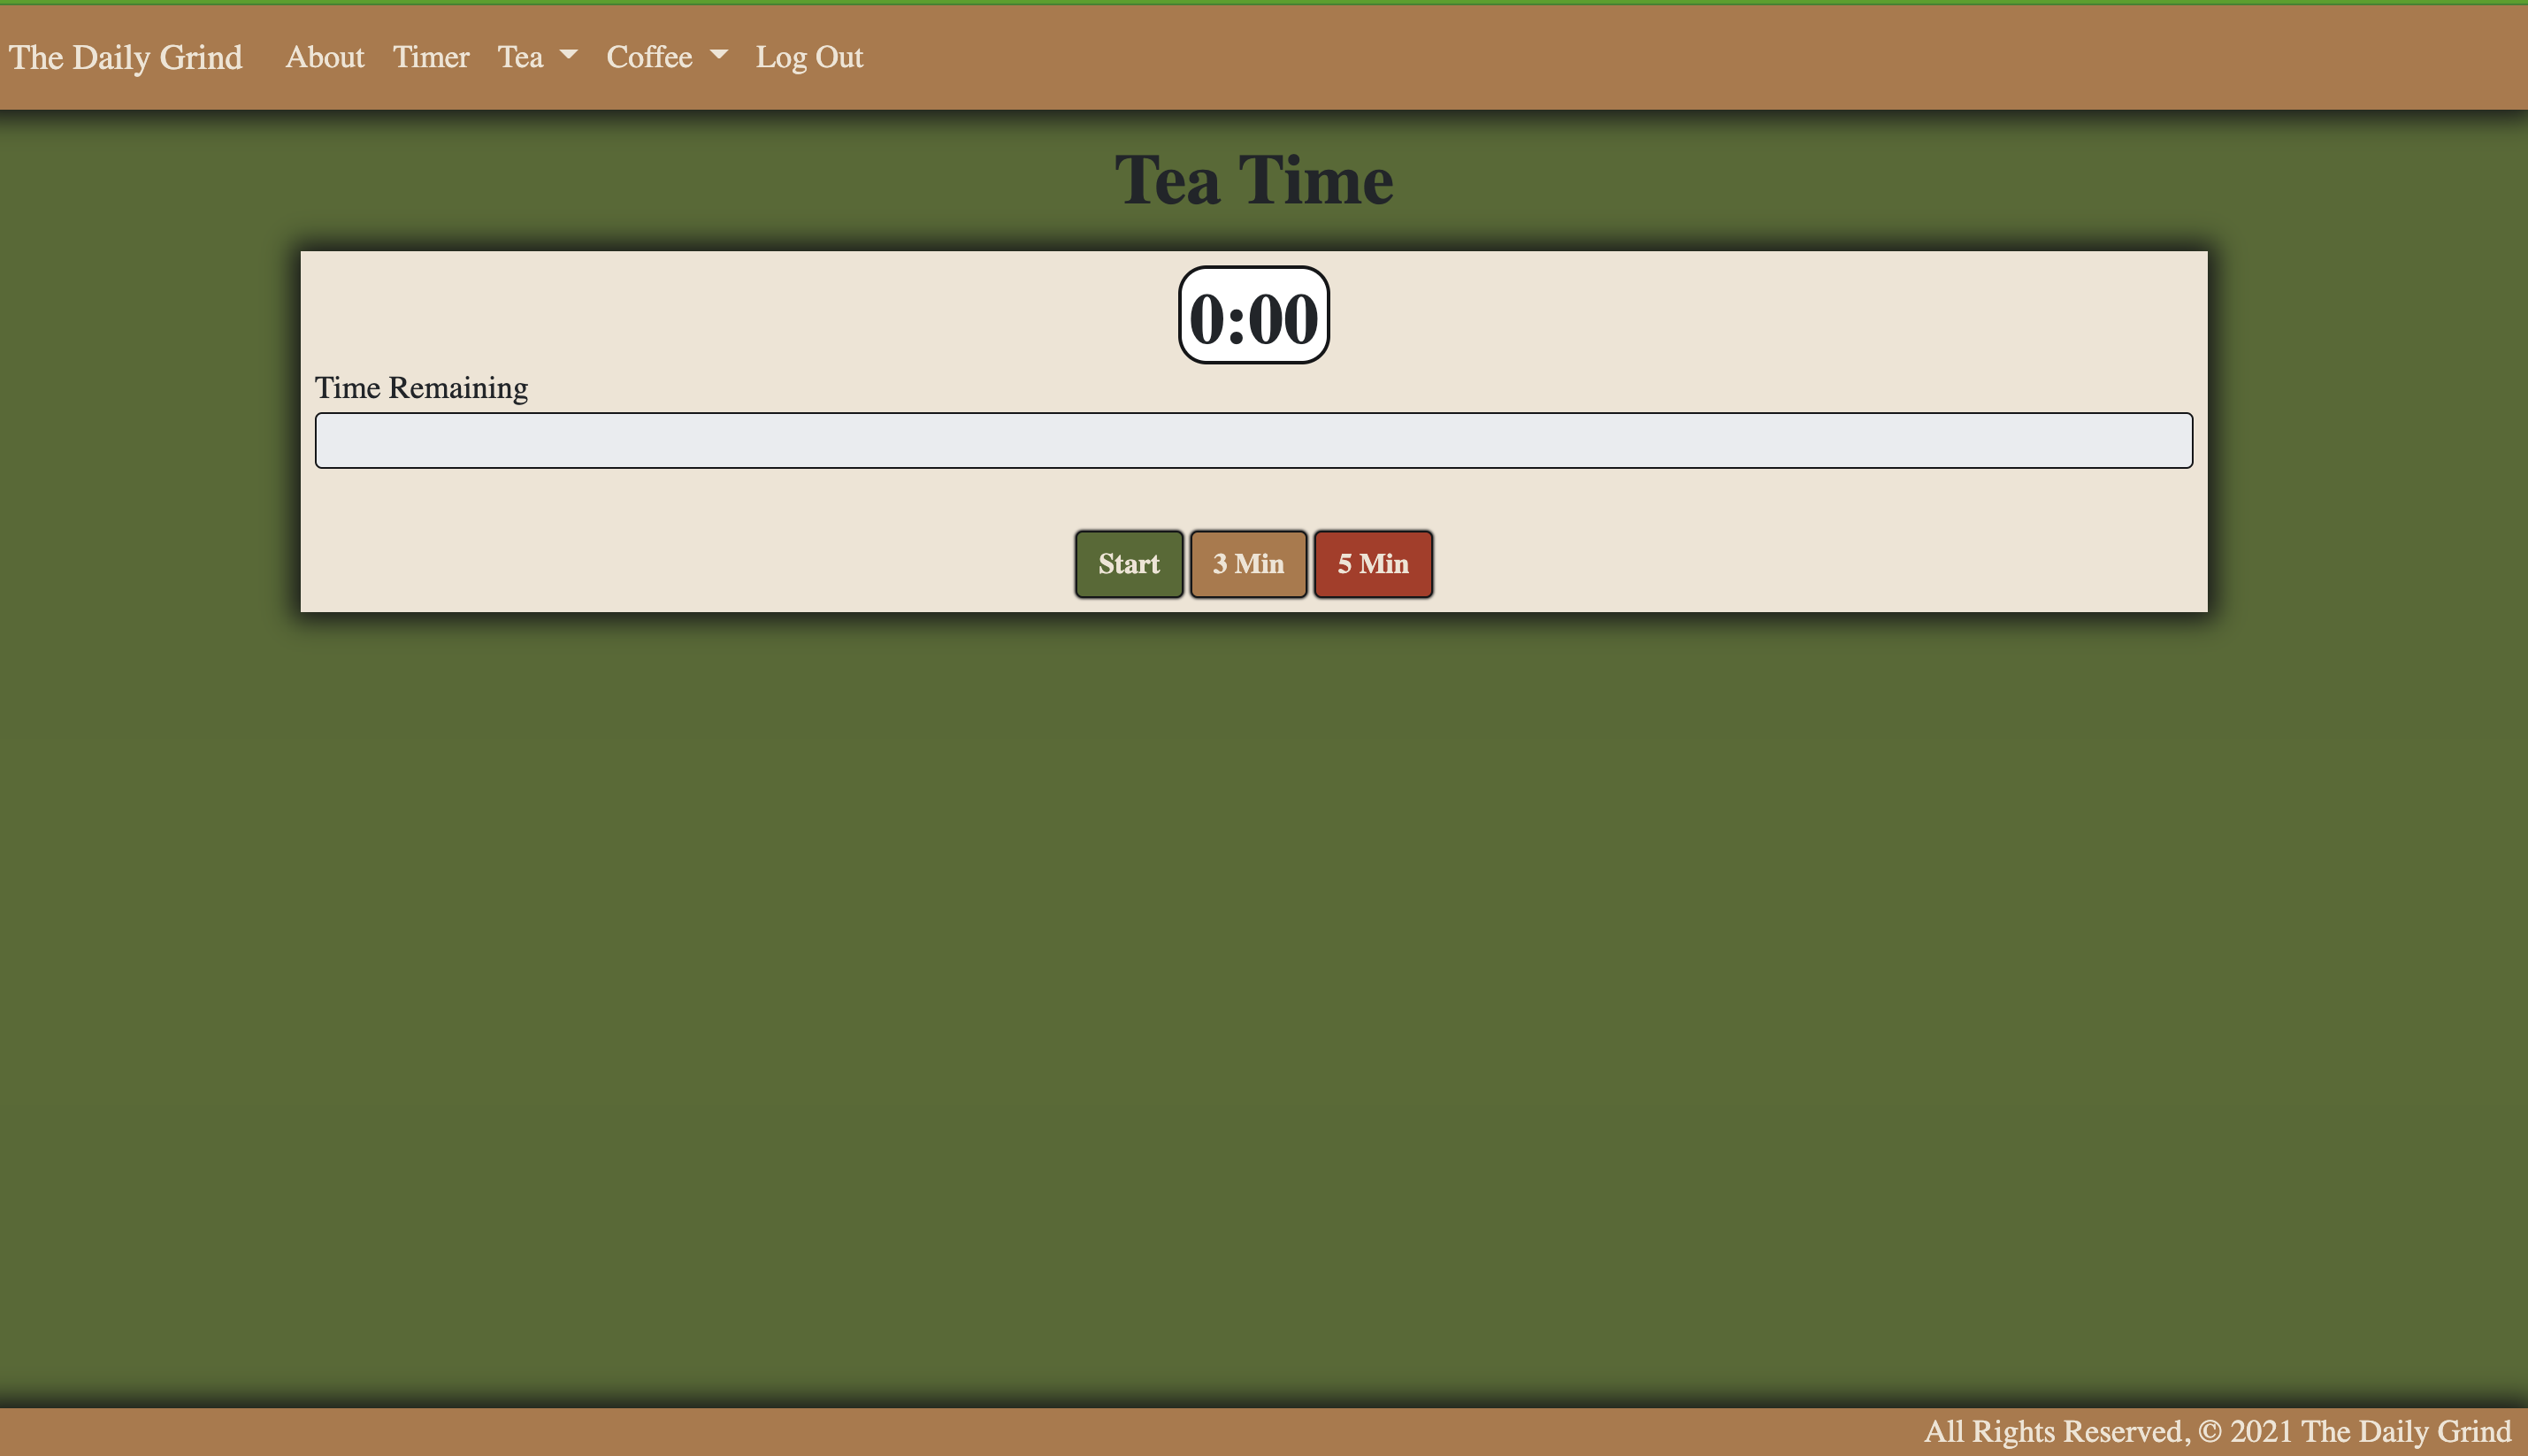 The Daily Grind About Timer Tea Coffee Log Out
Tea Time
0:00
Time Remaining
Start 3 Min 5 Min
All Rights Reserved, © 2021 The Daily Grind